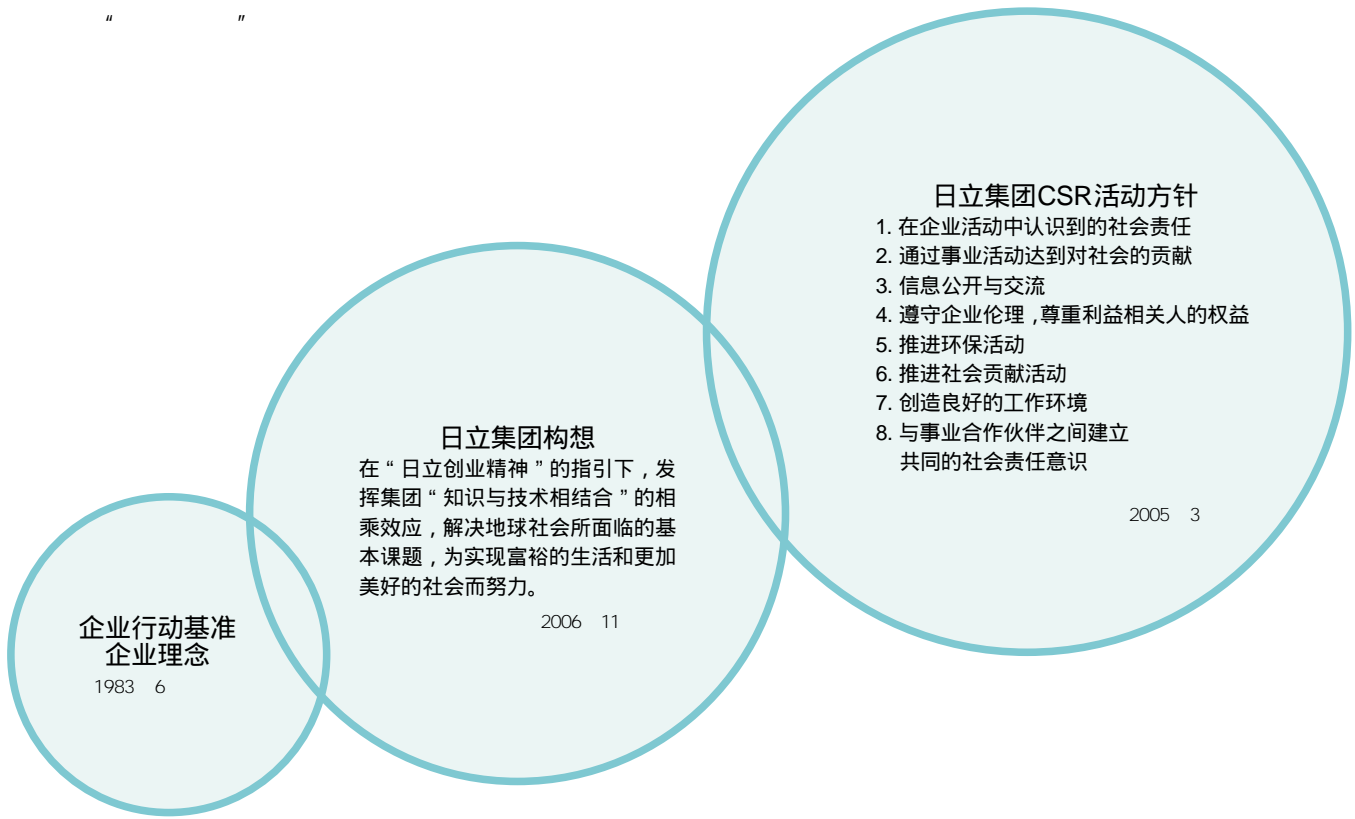 “ ”
日立集团CSR活动方针
1. 在企业活动中认识到的社会责任
2. 通过事业活动达到对社会的贡献
3. 信息公开与交流
4. 遵守企业伦理,尊重利益相关人的权益
5. 推进环保活动
6. 推进社会贡献活动
7. 创造良好的工作环境
8. 与事业合作伙伴之间建立
共同的社会责任意识
2005 3
日立集团构想
在“日立创业精神”的指引下,发
挥集团“知识与技术相结合”的相
乘效应,解决地球社会所面临的基
本课题,为实现富裕的生活和更加
美好的社会而努力。
2006 11
企业行动基准
企业理念
1983 6